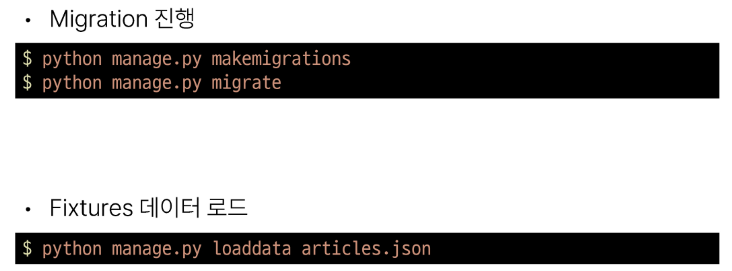 • Migration 진행
$ python manage.py makemigrations
$ python manage.py migrate
• Fixtures 데이터 로드
$ python manage.py loaddata articles.json